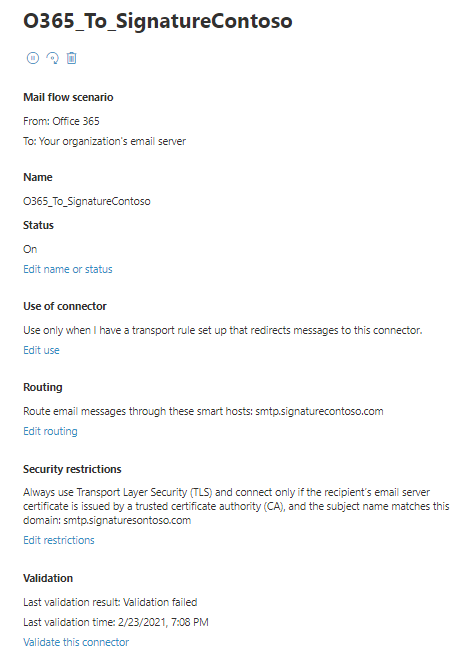 O365_To_SignatureContoso
Mail flow scenario
From: Office 365
To: Your organization's email server
Name
O365_To_SignatureContoso
Status
On
Edit name or status
Use of connector
Use only when I have a transport rule set up that redirects messages to this connector.
Edit use
Routing
Route email messages through these smart hosts: smtp.signaturecontoso.com
Edit routing
Security restrictions
Always use Transport Layer Security (TLS) and connect only if the recipient's email server
certificate is issued by a trusted certificate authority (CA), and the subject name matches this
domain: smtp.signaturesontoso.com
Edit restrictions
Validation
Last validation result: Validation failed
Last validation time: 2/23/2021, 7:08 PM
Validate this connector